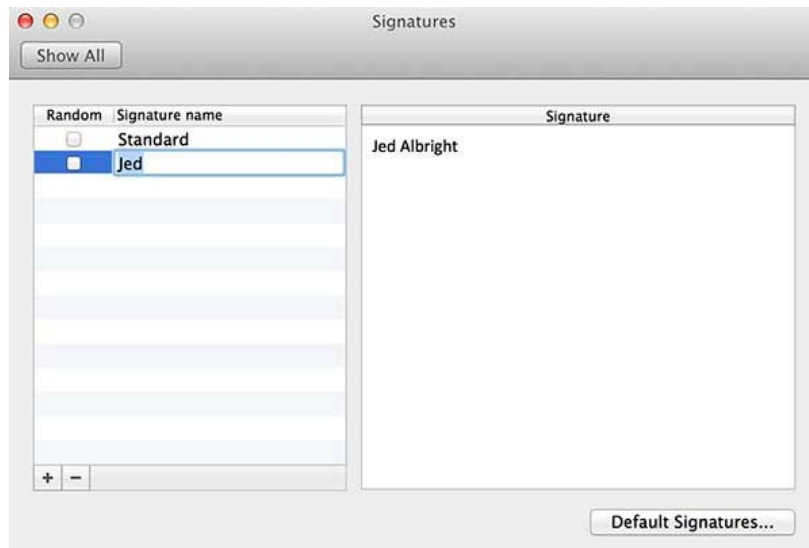 Signatures
Show All
Random Signature name
Standard
Jed
Signature
Jed Albright
+ −
Default Signatures...